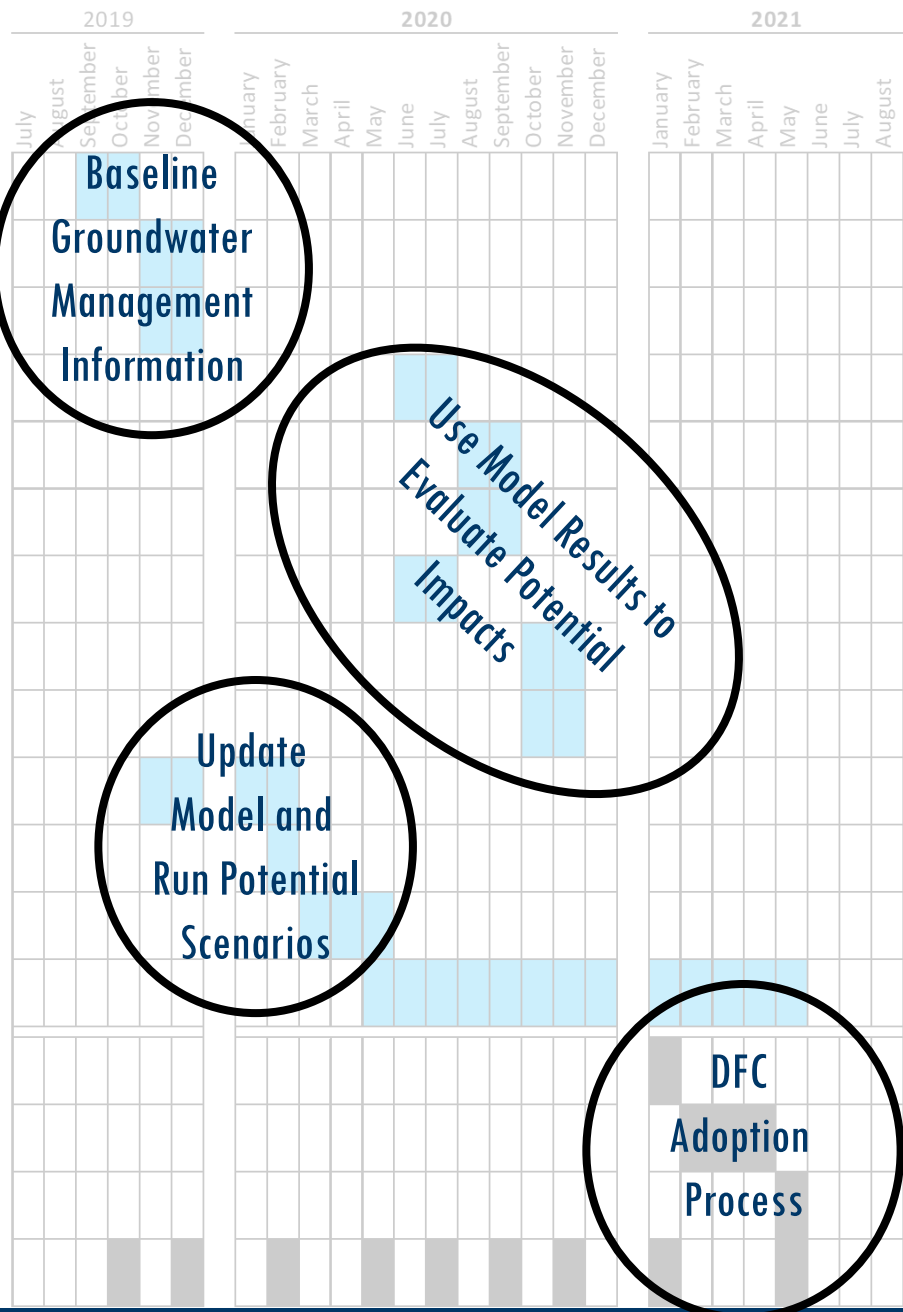 2019
2020
2021
July
August
September
October
November
December
January
February
March
April
May
June
July
August
September
October
November
December
January
February
March
April
May
June
July
August
Baseline
Groundwater
Management
Information
Use Model Results to
Evaluate Potential
Impacts
Update
Model and
Run Potential
Scenarios
DFC
Adoption
Process